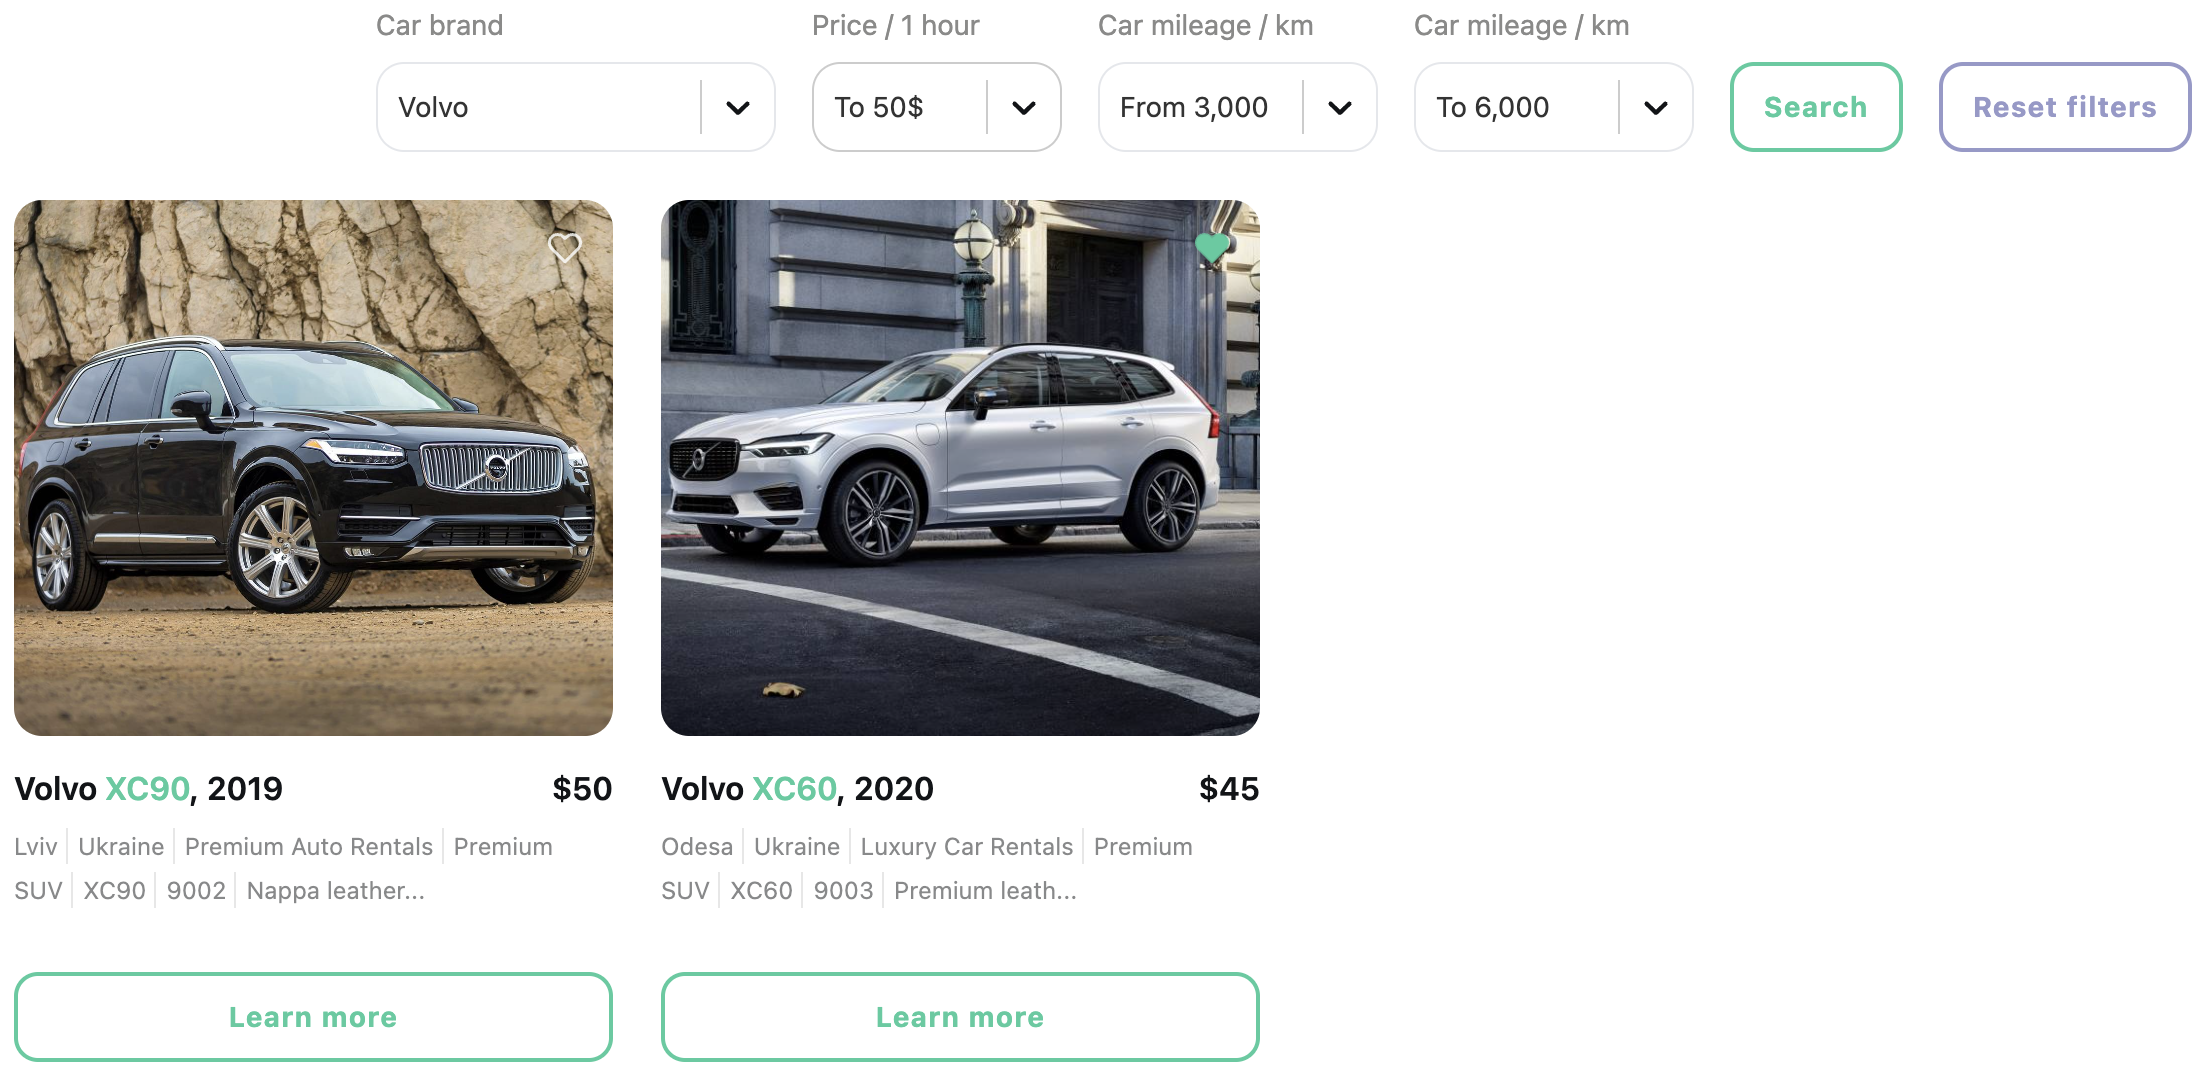 Car brand
Price / 1 hour
Car mileage / km
Car mileage / km
Volvo
To 50$
From 3,000
To 6,000
Search
Reset filters
Volvo XC90, 2019
$50
Lviv Ukraine Premium Auto Rentals Premium
SUV XC90 9002 Nappa leather...
Learn more
Volvo XC60, 2020
$45
Odesa Ukraine Luxury Car Rentals Premium
SUV XC60 9003 Premium leath...
Learn more